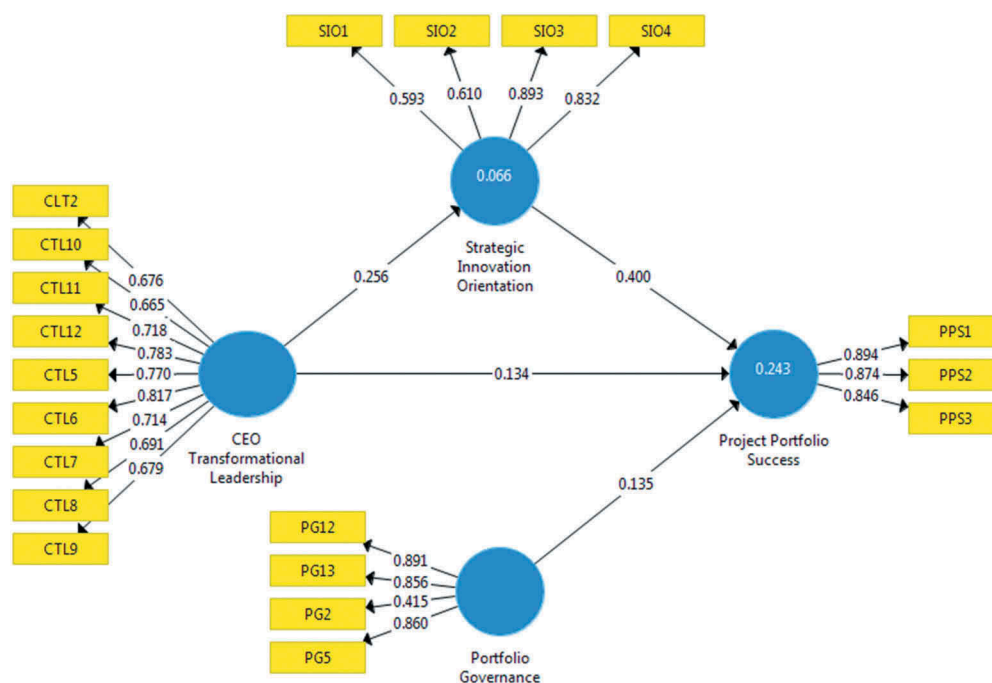 SIO1
SIO2
SIO3
SIO4
0.593
0.610
0.893
0.832
0.066
Strategic
Innovation
Orientation
CLT2
CTL10
CTL11
CTL12
CTL5
CTL6
CTL7
CTL8
CTL9
0.676
0.665
0.718
0.783
0.770
0.817
0.714
0.691
0.679
CEO
Transformational
Leadership
0.256
0.400
0.134
0.135
0.243
Project Portfolio
Success
0.894
0.874
0.846
PPS1
PPS2
PPS3
PG12
PG13
PG2
PG5
0.891
0.856
0.415
0.860
Portfolio
Governance